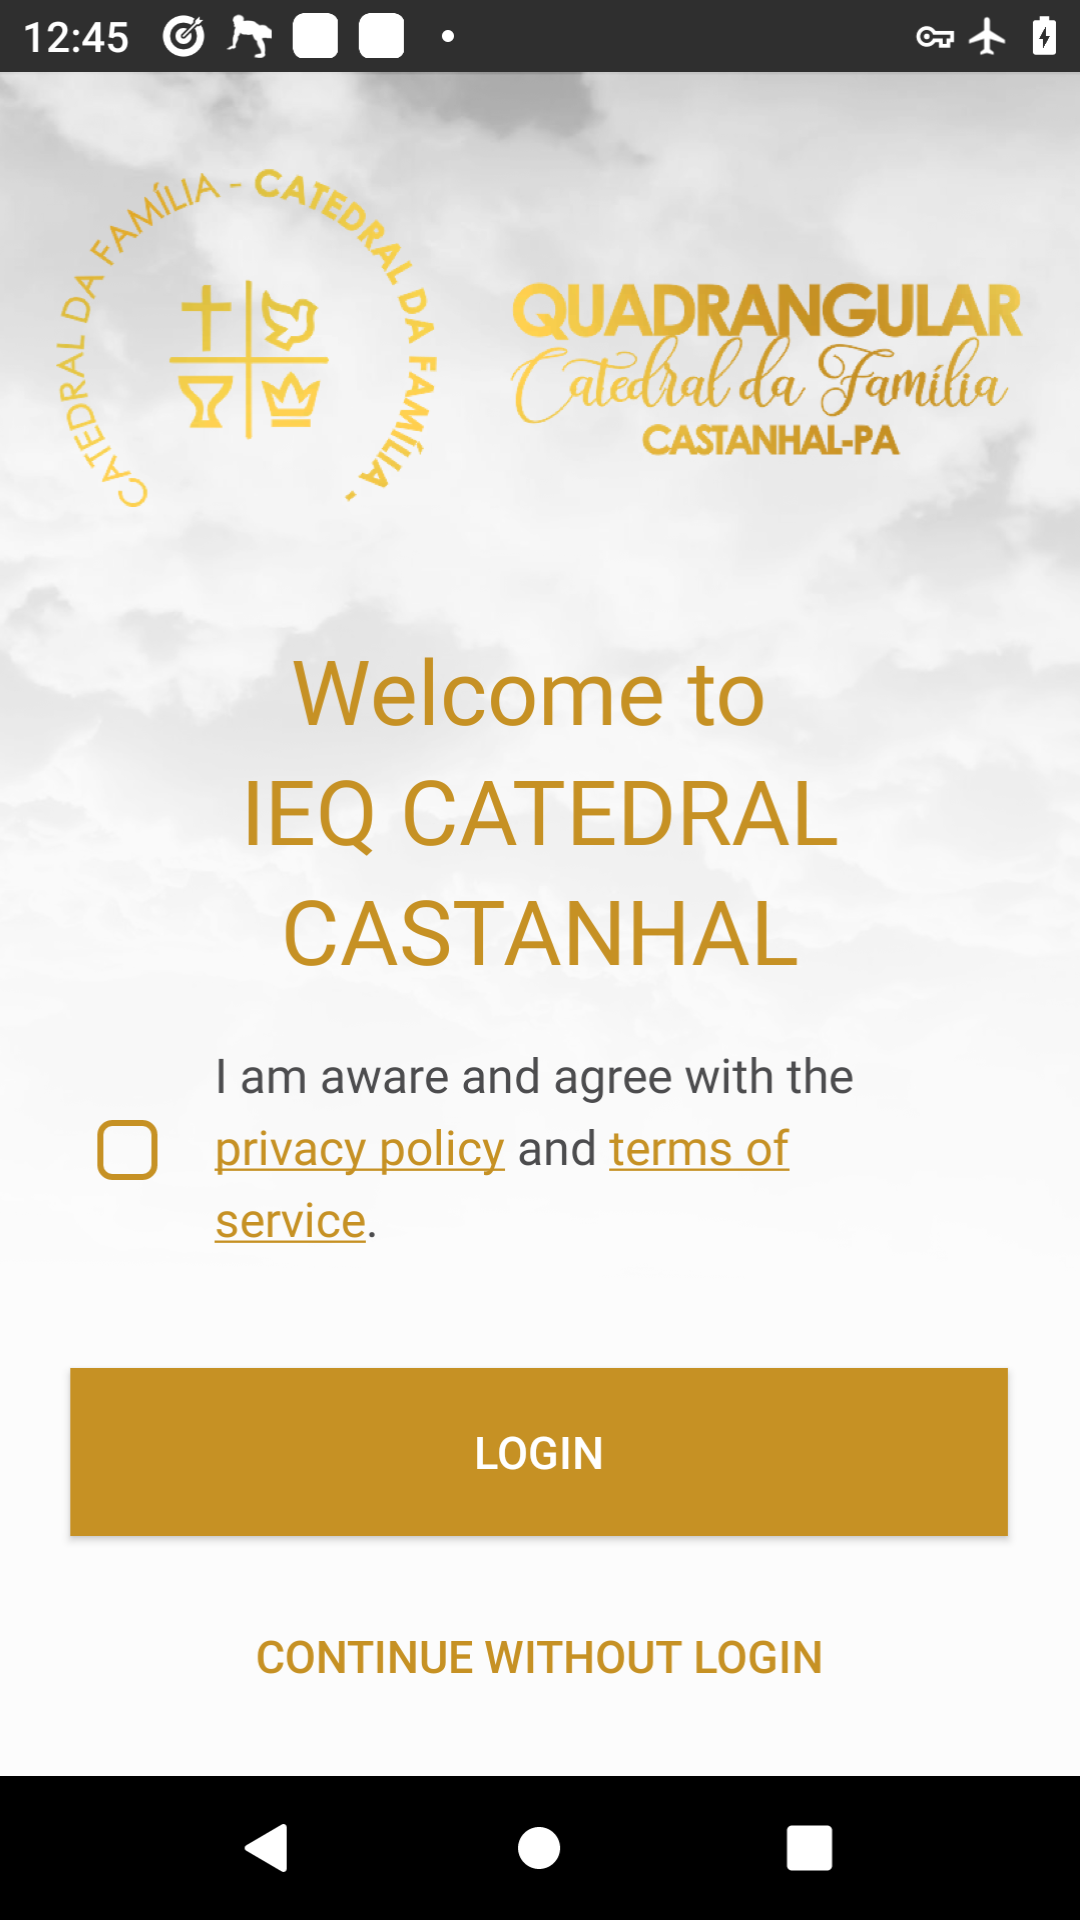 12:45
CATEDRAL DA FAMÍLIA - CATEDRAL DA FAMÍLIA -
QUADRANGULAR
Catedral da Família
CASTANHAL-PA
Welcome to
IEQ CATEDRAL
CASTANHAL
I am aware and agree with the
privacy policy and terms of
service.
LOGIN
CONTINUE WITHOUT LOGIN